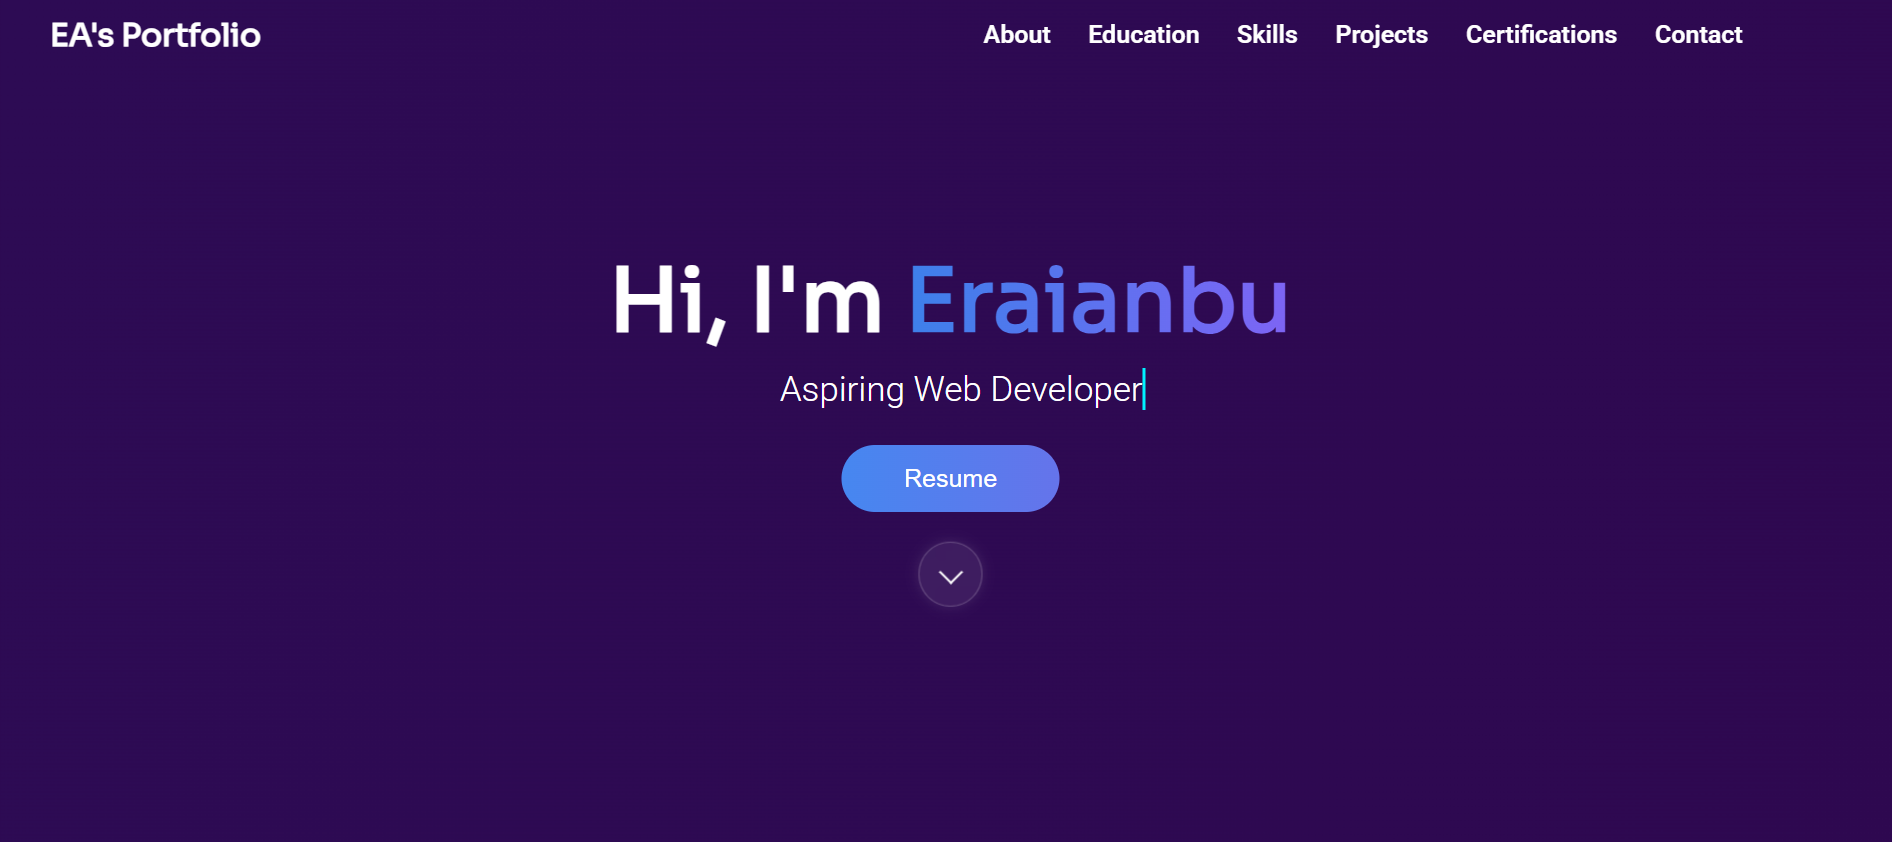 EA's Portfolio
About Education Skills Projects Certifications Contact
Hi, I'm Eraianbu
Aspiring Web Developer
Resume